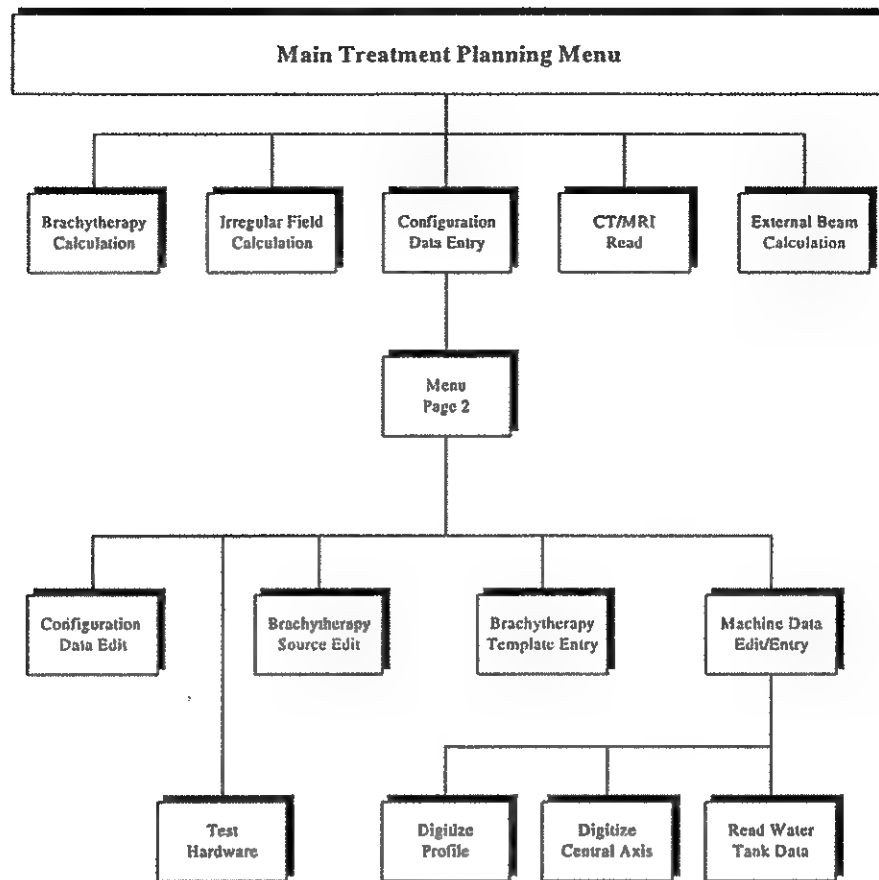 Main Treatment Planning Menu
Brachytherapy
Calculation
Irregular Field
Calculation
Configuration
Data Entry
CT/MRI
Read
External Beam
Calculation
Menu
Page 2
Configuration
Data Edit
Brachytherapy
Source Edit
Brachytherapy
Template Entry
Machine Data
Edit/Entry
Test
Hardware
Digitize
Profile
Digitize
Central Axis
Read Water
Tank Data